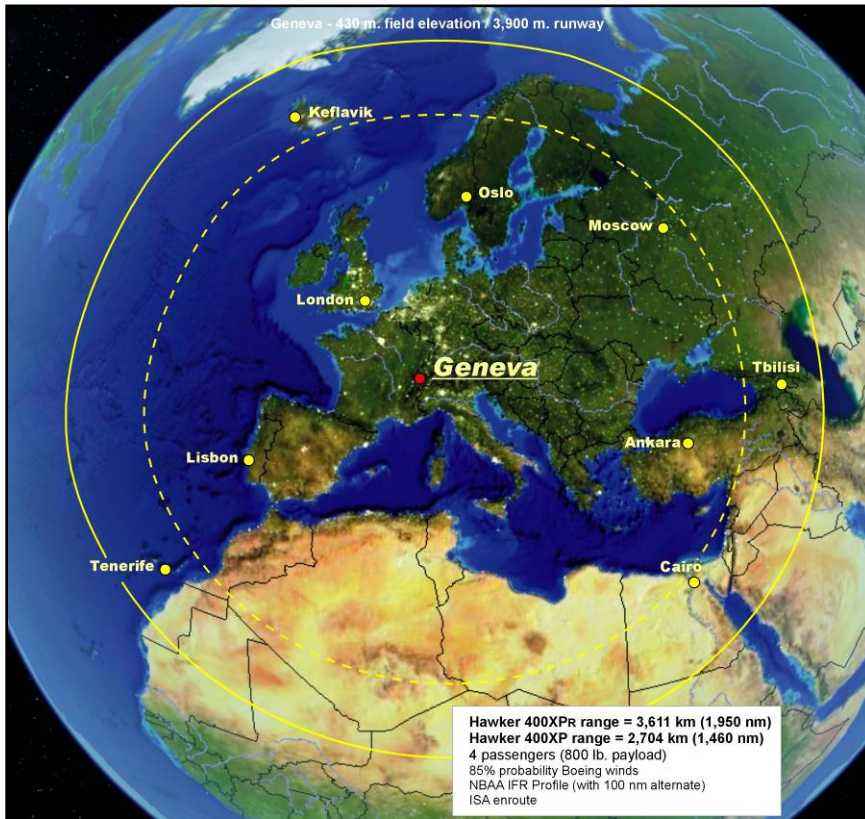 Geneva - 430 m. field elevation / 3,900 m. runway
Keflavik
Oslo
Moscow
London
Geneva
Tbilisi
Ankara
Lisbon
Tenerife
Cairo
Hawker 400XPR range = 3,611 km (1,950 nm)
Hawker 400XP range = 2,704 km (1,460 nm)
4 passengers (800 lb. payload)
85% probability Boeing winds
NBAA IFR Profile (with 100 nm alternate)
ISA enroute